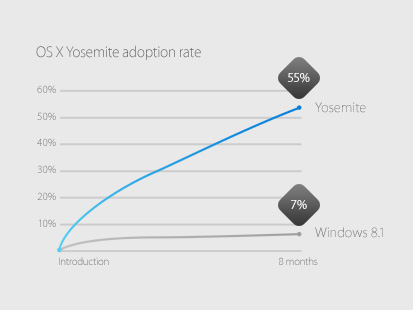 OS X Yosemite adoption rate
55%
60%
50%
Yosemite
40%
30%
20%
7%
10%
Windows 8.1
Introduction
8 months